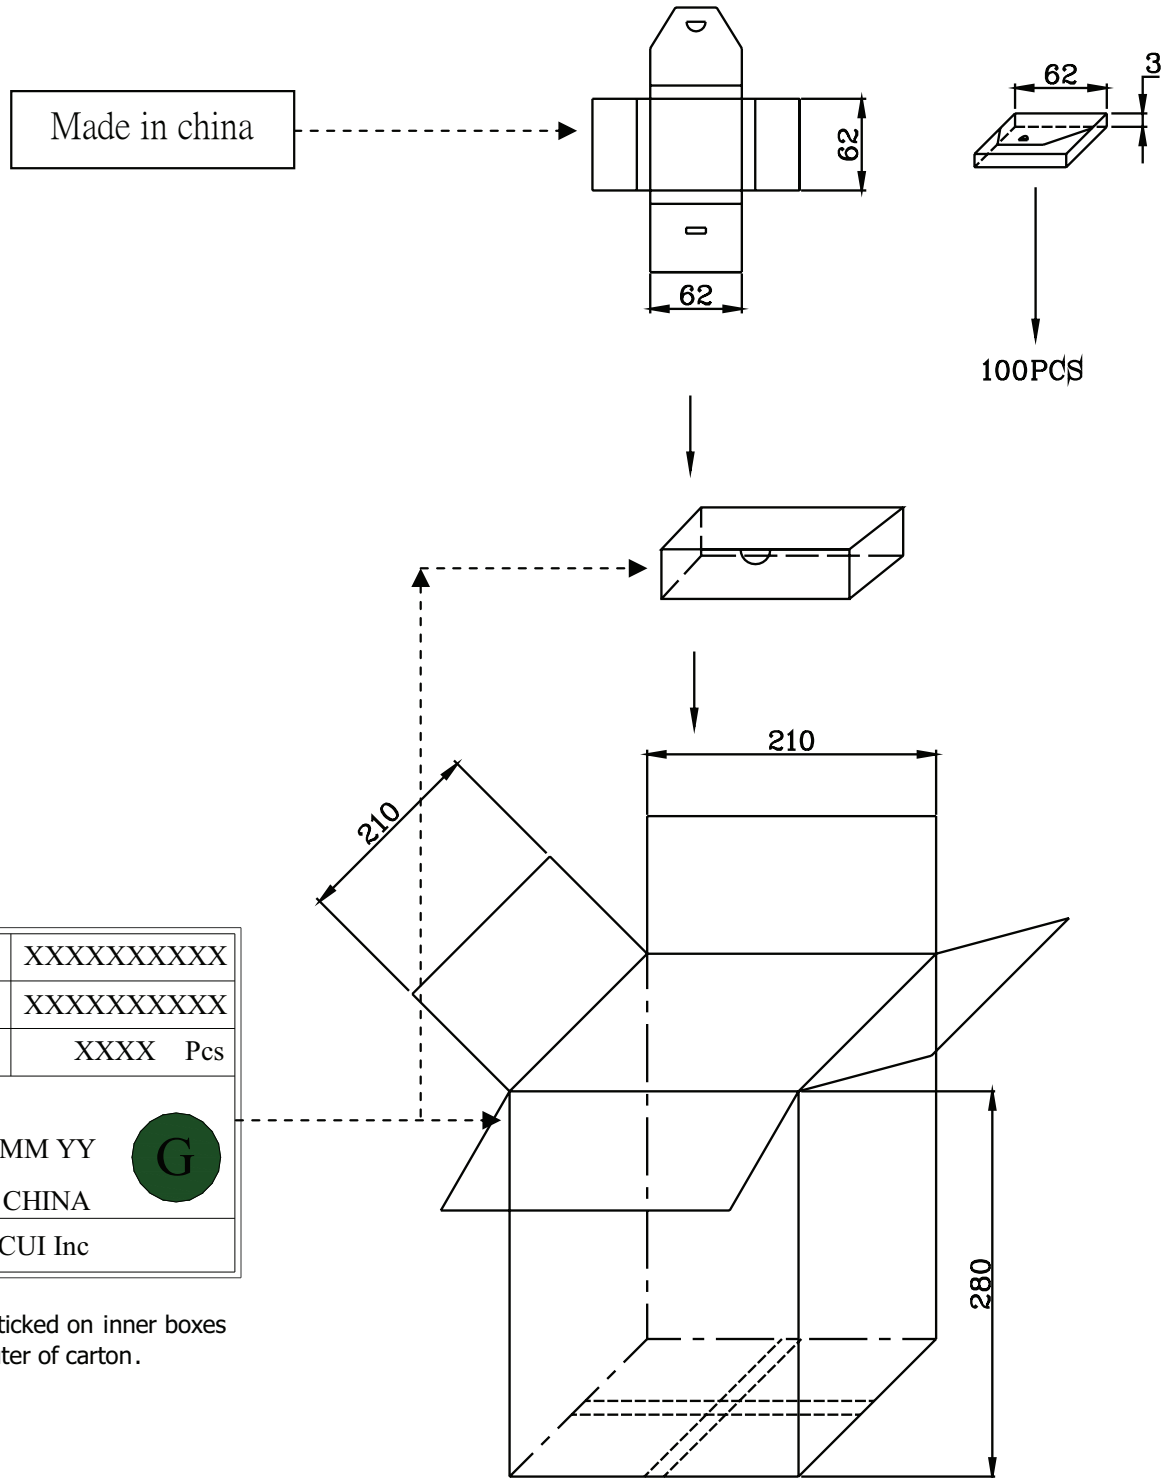 Made in china
62
62
62
3
100PCS
210
210
280
XXXXXXXXXX
XXXXXXXXXX
XXXX Pcs
MM YY
G
CHINA
CUI Inc
ticked on inner boxes
ter of carton.